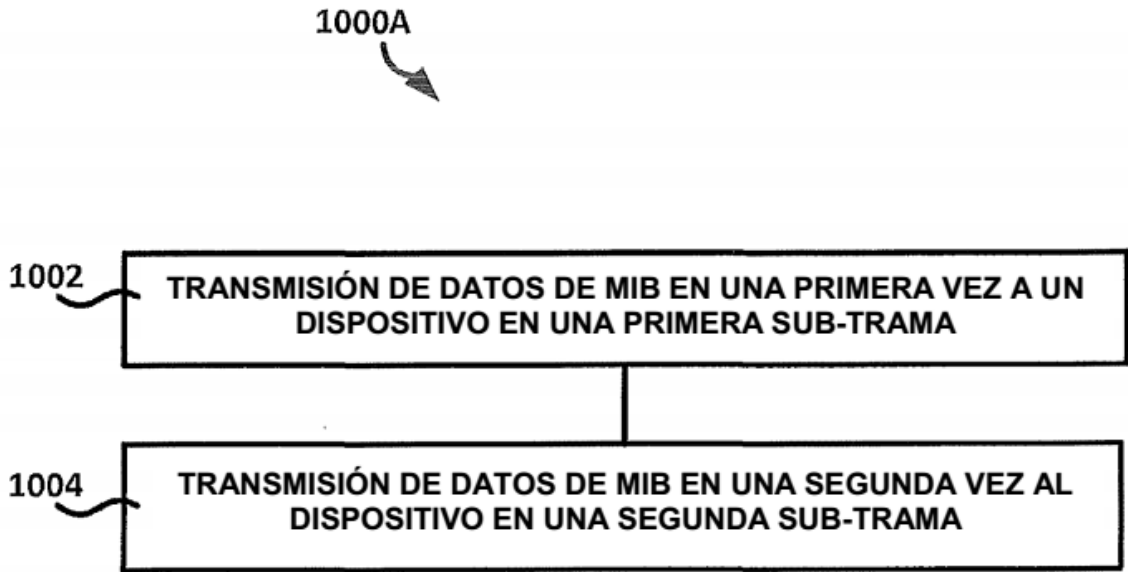 1000A
1002
TRANSMISIÓN DE DATOS DE MIB EN UNA PRIMERA VEZ A UN
DISPOSITIVO EN UNA PRIMERA SUB-TRAMA
1004
TRANSMISIÓN DE DATOS DE MIB EN UNA SEGUNDA VEZ AL
DISPOSITIVO EN UNA SEGUNDA SUB-TRAMA